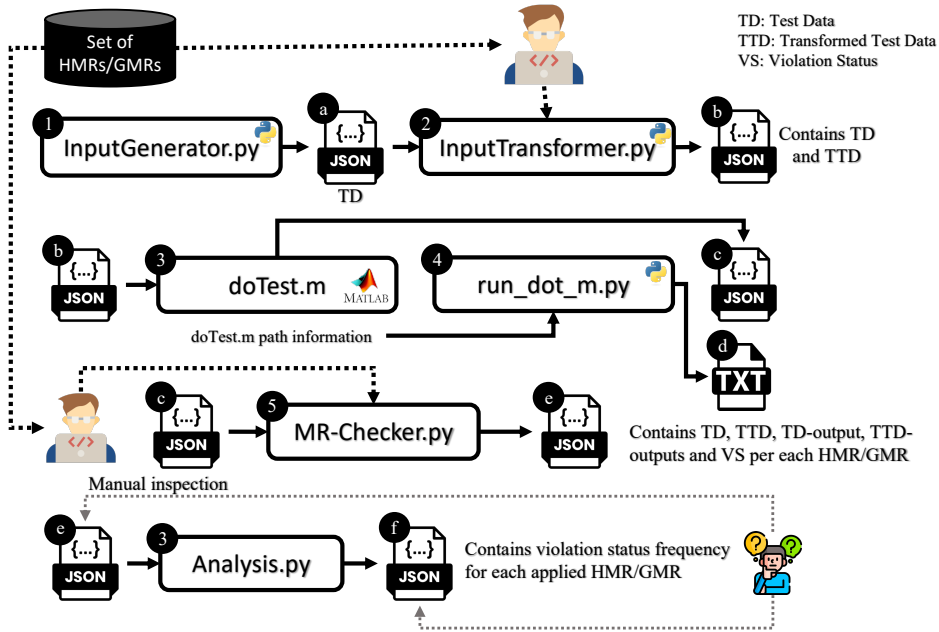 Set of
HMRs/GMRs
</>
TD: Test Data
TTD: Transformed Test Data
VS: Violation Status
1
InputGenerator.py
a
{...}
JSON
TD
2
InputTransformer.py
b
{...}
JSON
Contains TD
and TTD
b
{...}
JSON
3
doTest.m
MATLAB
4
run_dot_m.py
c
{...}
JSON
doTest.m path information
d
TXT
</>
c
{...}
JSON
5
MR-Checker.py
e
{...}
JSON
Contains TD, TTD, TD-output, TTD-
outputs and VS per each HMR/GMR
Manual inspection
e
{...}
JSON
3
Analysis.py
f
{...}
JSON
Contains violation status frequency
for each applied HMR/GMR
?
?